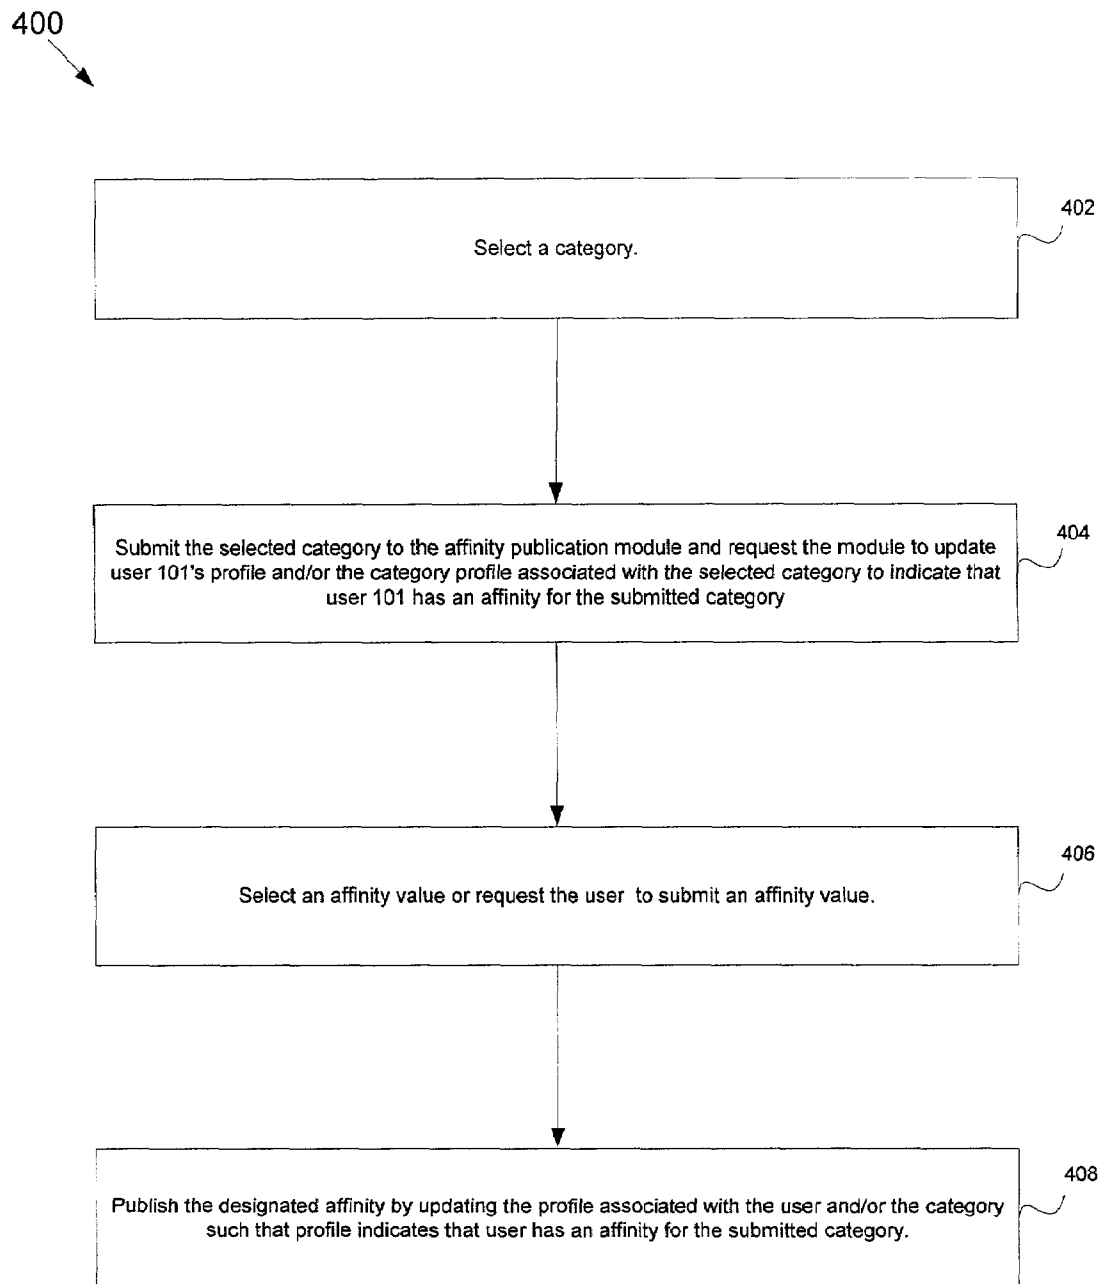 400
402
Select a category.
404
Submit the selected category to the affinity publication module and request the module to update
user 101's profile and/or the category profile associated with the selected category to indicate that
user 101 has an affinity for the submitted category
406
Select an affinity value or request the user to submit an affinity value.
408
Publish the designated affinity by updating the profile associated with the user and/or the category
such that profile indicates that user has an affinity for the submitted category.